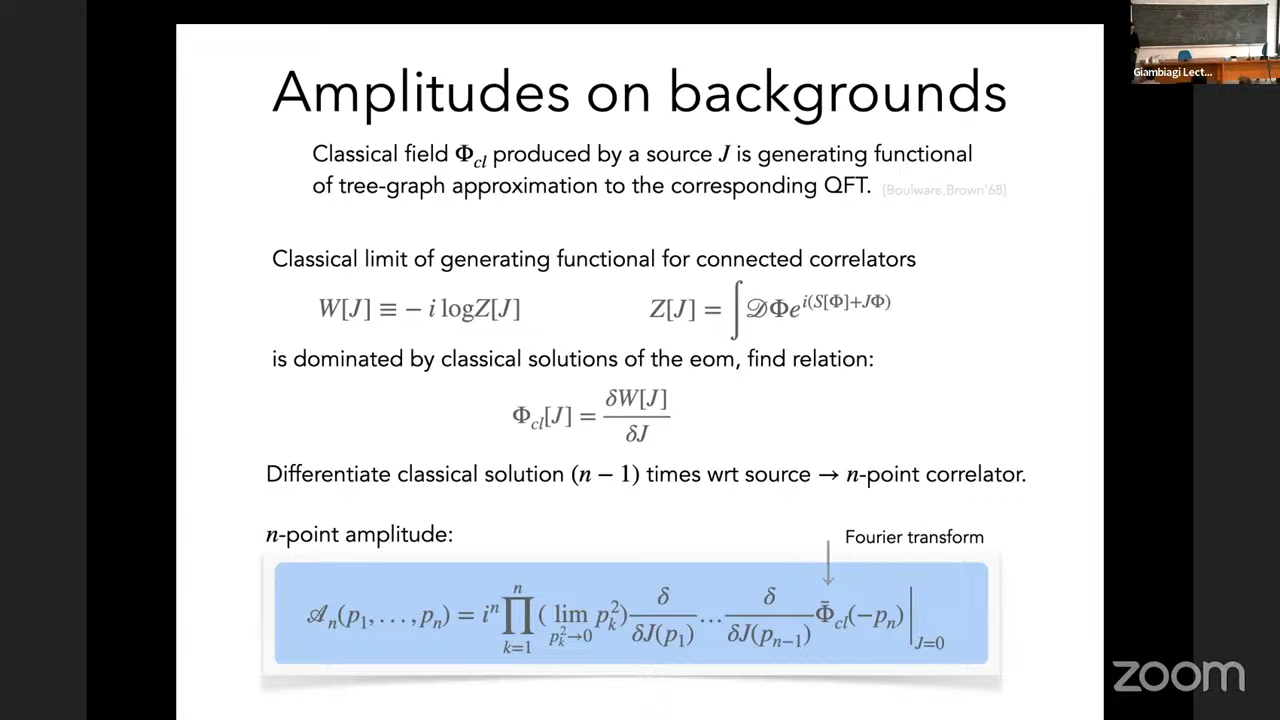 Giambiagi Lect...
Amplitudes on backgrounds
Classical field Φ_cl produced by a source J is generating functional
of tree-graph approximation to the corresponding QFT. [Boulware,Brown'68]
Classical limit of generating functional for connected correlators
W[J] ≡ − i logZ[J] Z[J] = ∫ 𝒟Φe^{i(S[Φ]+JΦ)}
is dominated by classical solutions of the eom, find relation:
Φ_cl[J] = δW[J] / δJ
Differentiate classical solution (n − 1) times wrt source → n-point correlator.
n-point amplitude: Fourier transform
𝒜_n(p_1, …, p_n) = i^n ∏_{k=1}^{n} ( lim_{p_k^2→0} p_k^2 ) δ/δJ(p_1) … δ/δJ(p_{n−1}) Φ̄_cl(−p_n) |_{J=0}
zoom